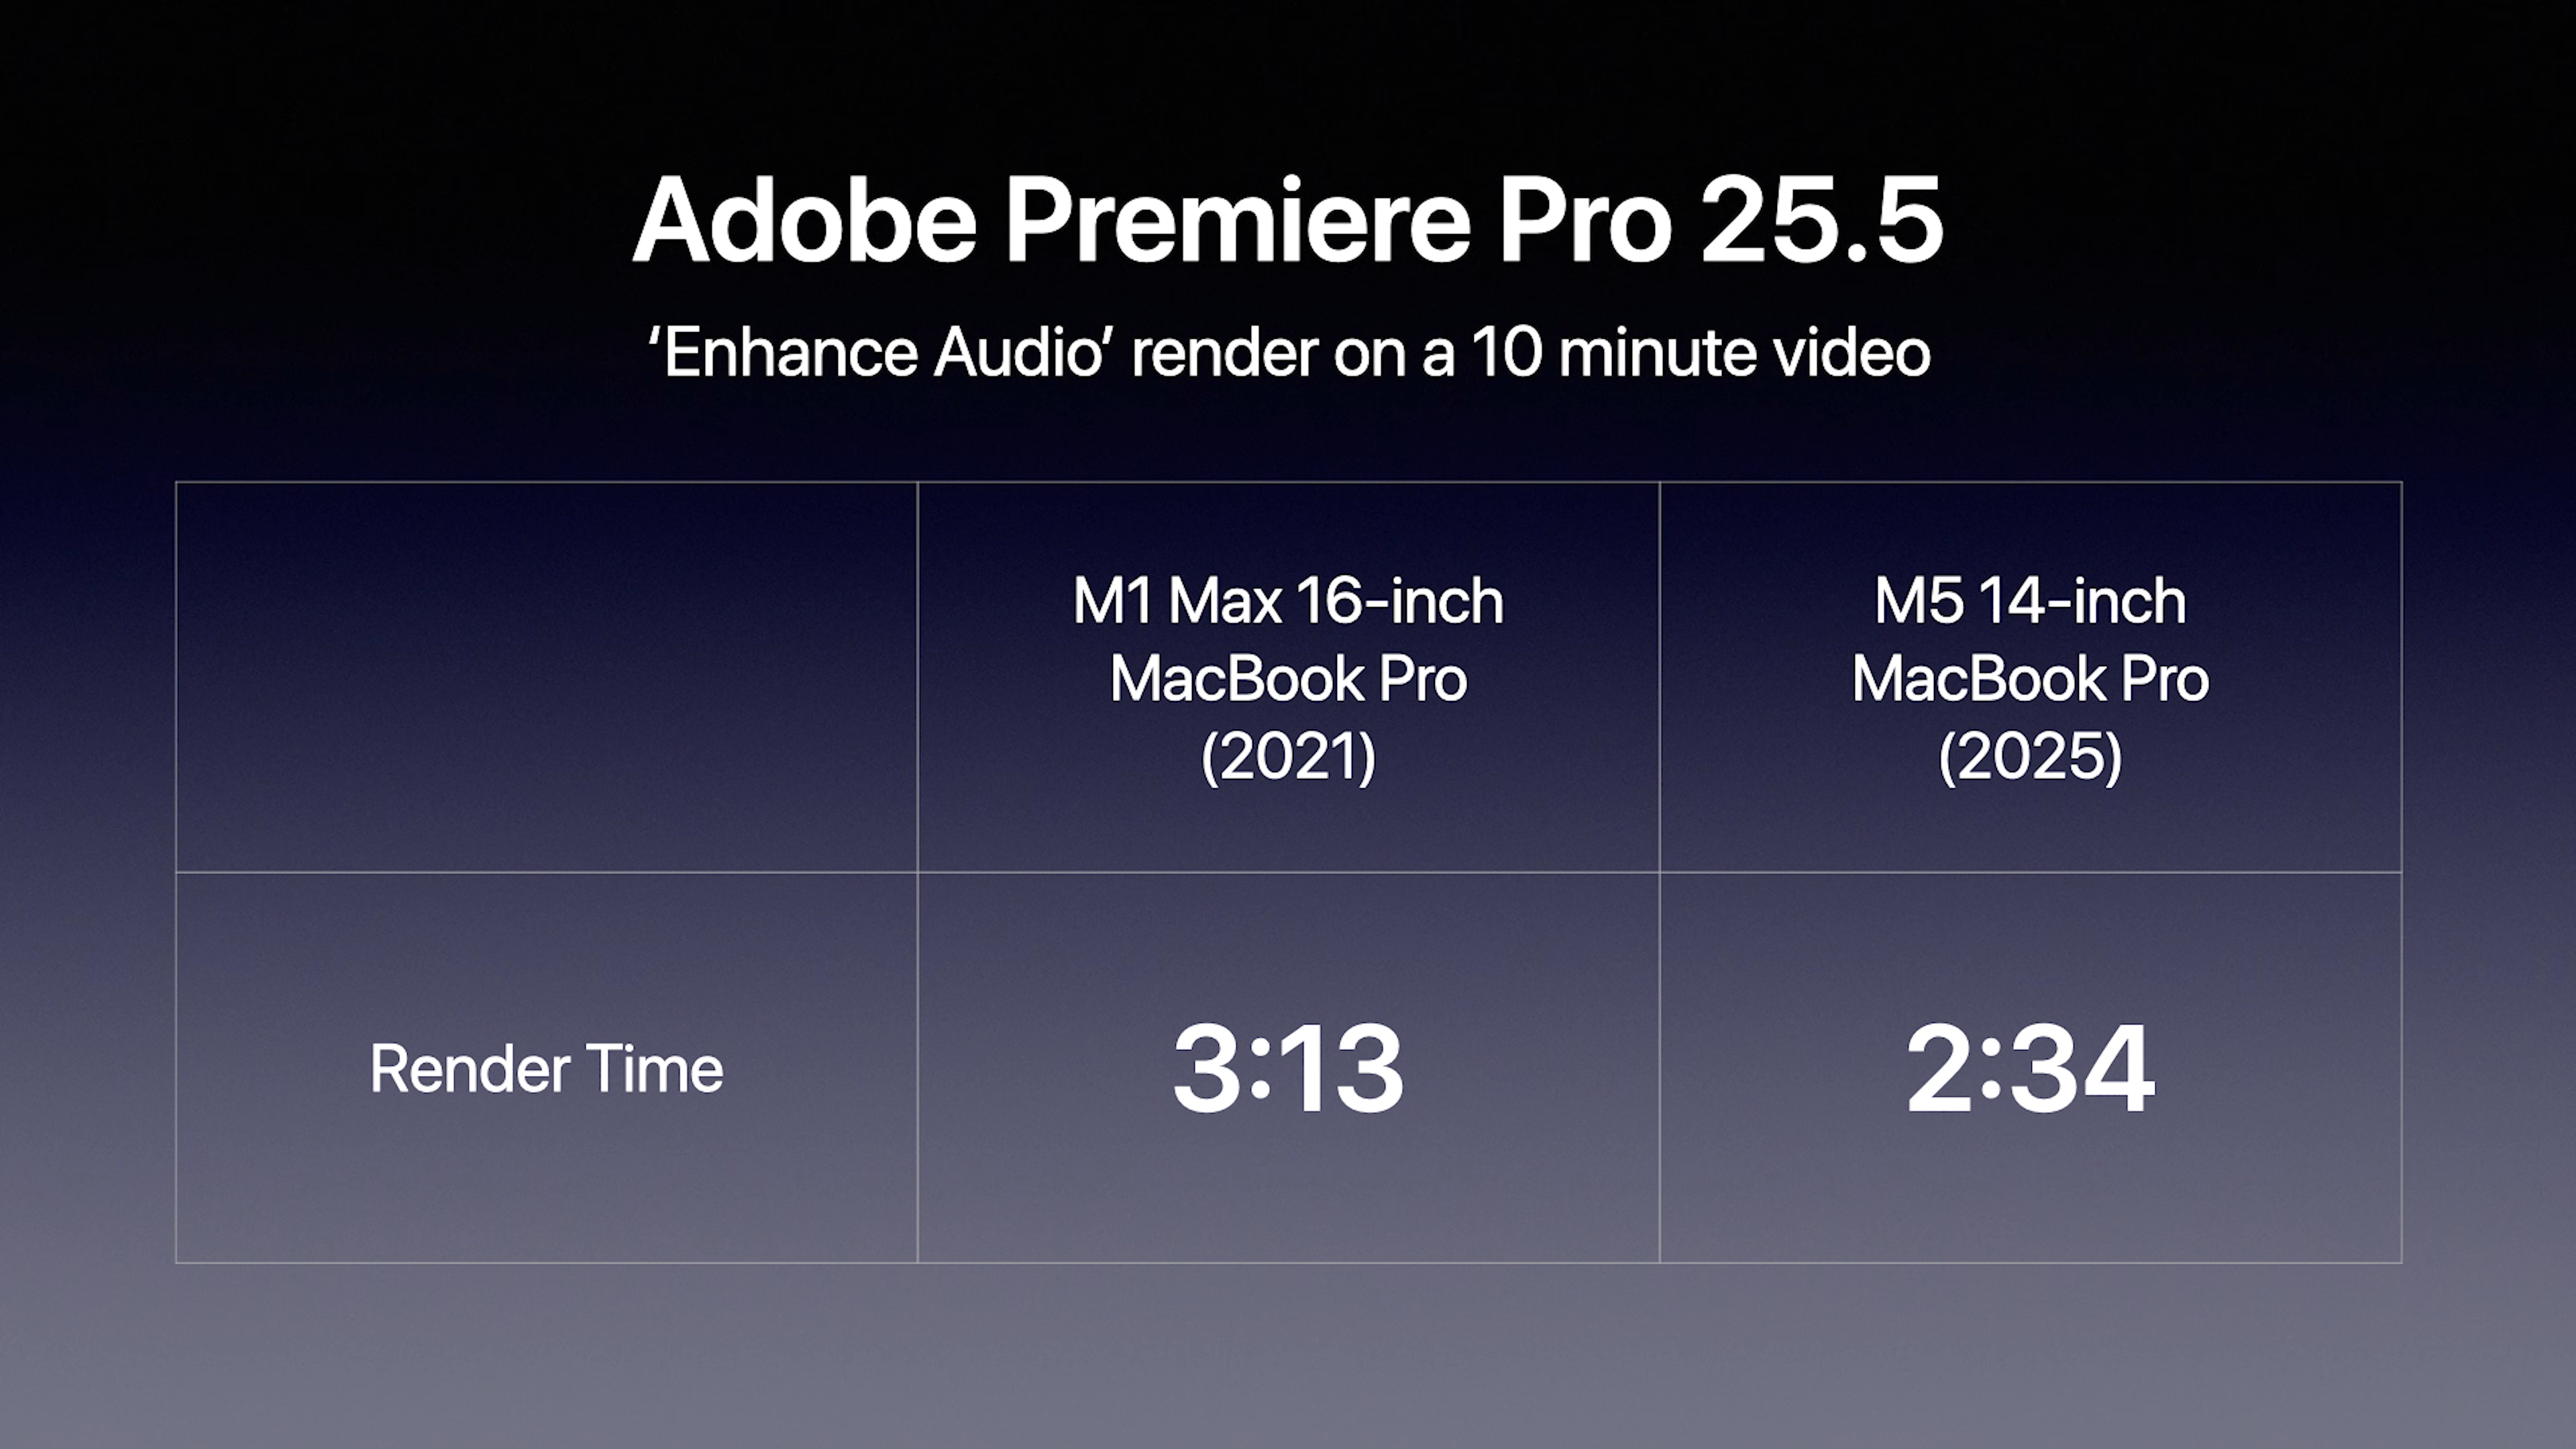 Adobe Premiere Pro 25.5
‘Enhance Audio’ render on a 10 minute video
M1 Max 16-inch
MacBook Pro
(2021)
M5 14-inch
MacBook Pro
(2025)
Render Time
3:13
2:34